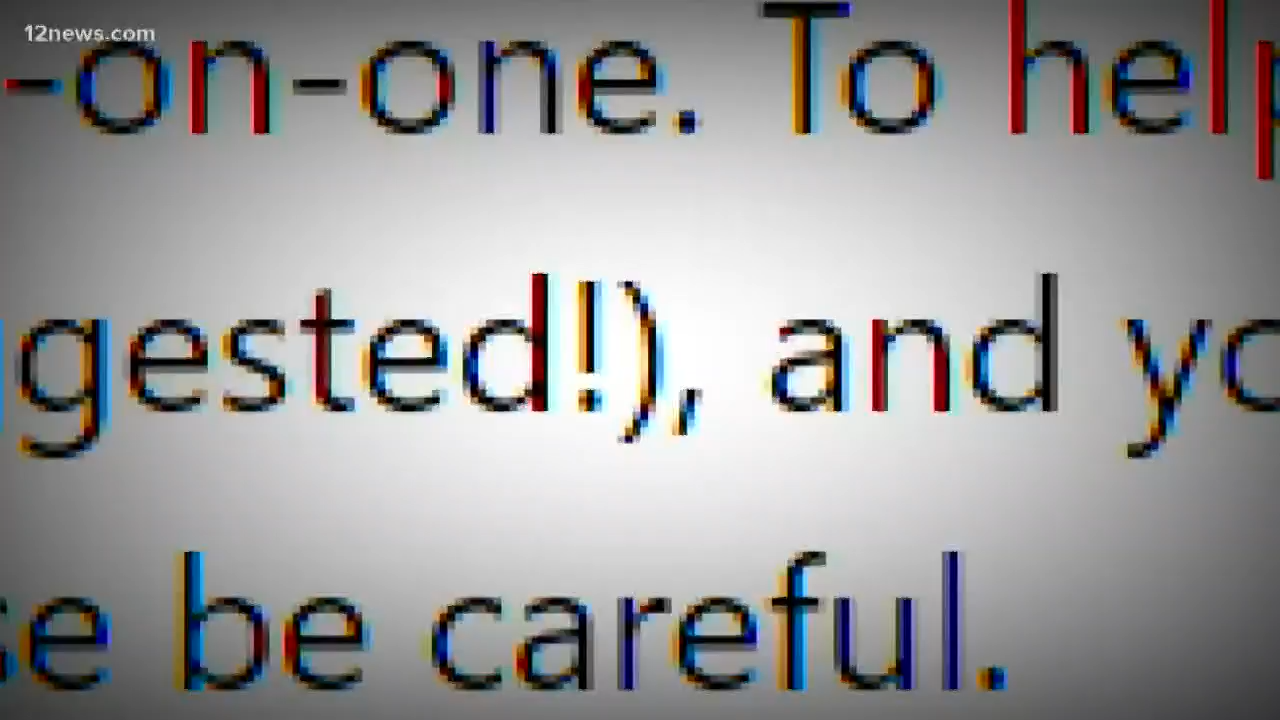 12news.com
-on-one. To help
gested!), and yo
se be careful.